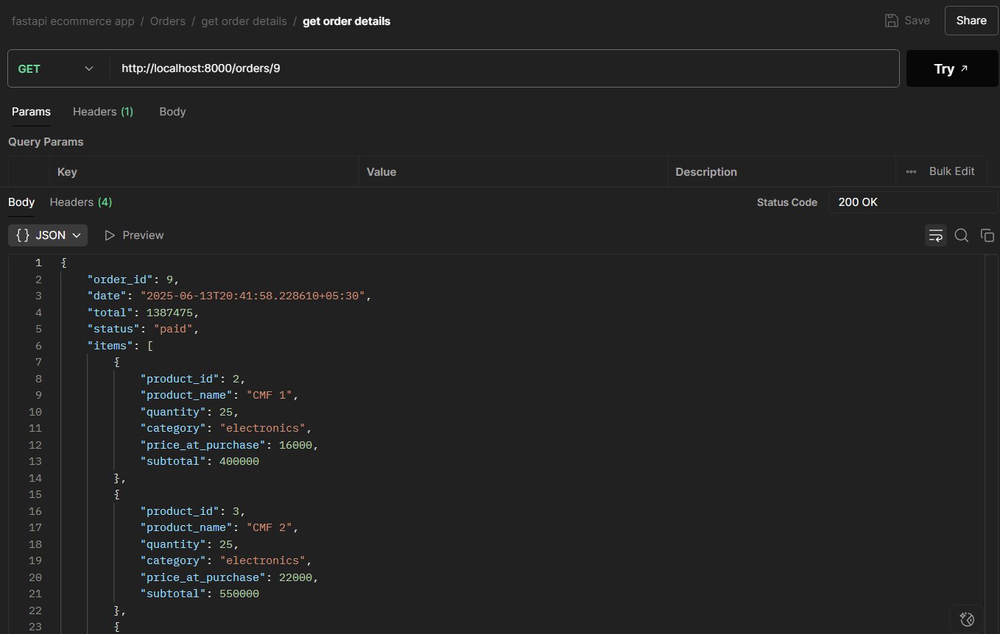 fastapi ecommerce app / Orders / get order details / get order details
Save
Share
GET
http://localhost:8000/orders/9
Try ↗
Params
Headers (1)
Body
Query Params
Key
Value
Description
Bulk Edit
Body
Headers (4)
Status Code
200 OK
{} JSON
Preview
1 {
2 "order_id": 9,
3 "date": "2025-06-13T20:41:58.228610+05:30",
4 "total": 1387475,
5 "status": "paid",
6 "items": [
7 {
8 "product_id": 2,
9 "product_name": "CMF 1",
10 "quantity": 25,
11 "category": "electronics",
12 "price_at_purchase": 16000,
13 "subtotal": 400000
14 },
15 {
16 "product_id": 3,
17 "product_name": "CMF 2",
18 "quantity": 25,
19 "category": "electronics",
20 "price_at_purchase": 22000,
21 "subtotal": 550000
22 },
23 {